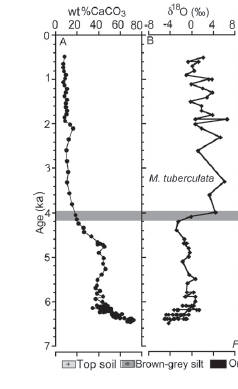 wt%CaCO₃
δ¹⁸O (‰)
0 20 40 60 80
-8 -4 0 4 8
A
B
0
1
2
3
4
5
6
7
Age (ka)
M. tuberculata
F
Top soil
Brown-grey silt
Or